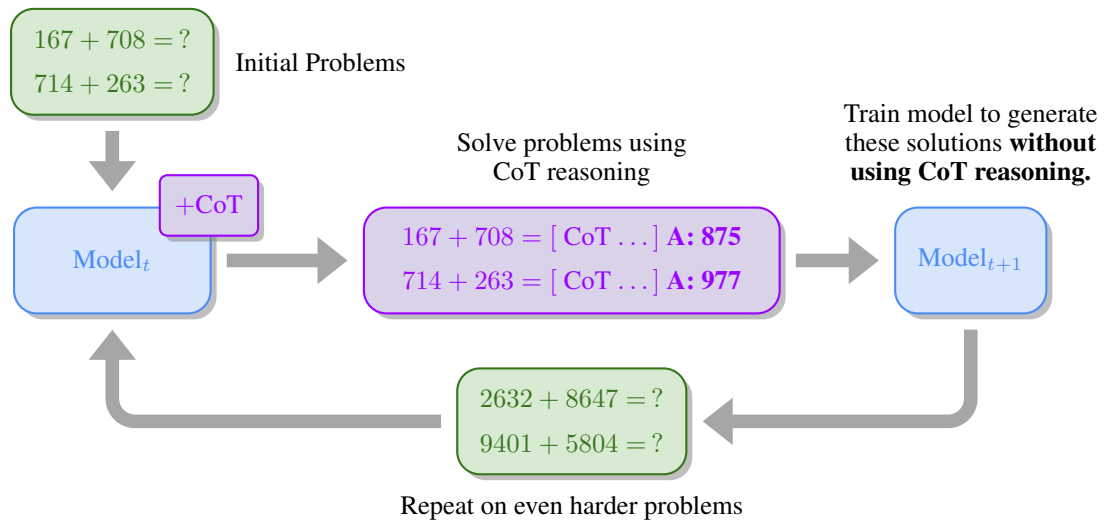 167 + 708 = ?
714 + 263 = ?
Initial Problems
Train model to generate
these solutions without
using CoT reasoning.
Solve problems using
CoT reasoning
+CoT
Model_t
167 + 708 = [ CoT … ] A: 875
714 + 263 = [ CoT … ] A: 977
Model_{t+1}
2632 + 8647 = ?
9401 + 5804 = ?
Repeat on even harder problems